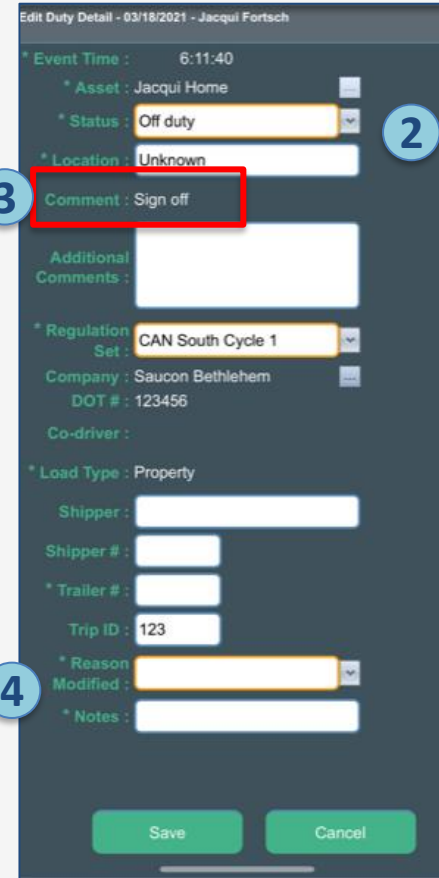 Edit Duty Detail - 03/18/2021 - Jacqui Fortsch
* Event Time : 6:11:40
* Asset : Jacqui Home ...
* Status : Off duty
2
* Location : Unknown
3
Comment : Sign off
Additional
Comments :
* Regulation
Set : CAN South Cycle 1
Company : Saucon Bethlehem ...
DOT # : 123456
Co-driver :
* Load Type : Property
Shipper :
Shipper # :
* Trailer # :
Trip ID : 123
* Reason
Modified :
4
* Notes :
Save Cancel